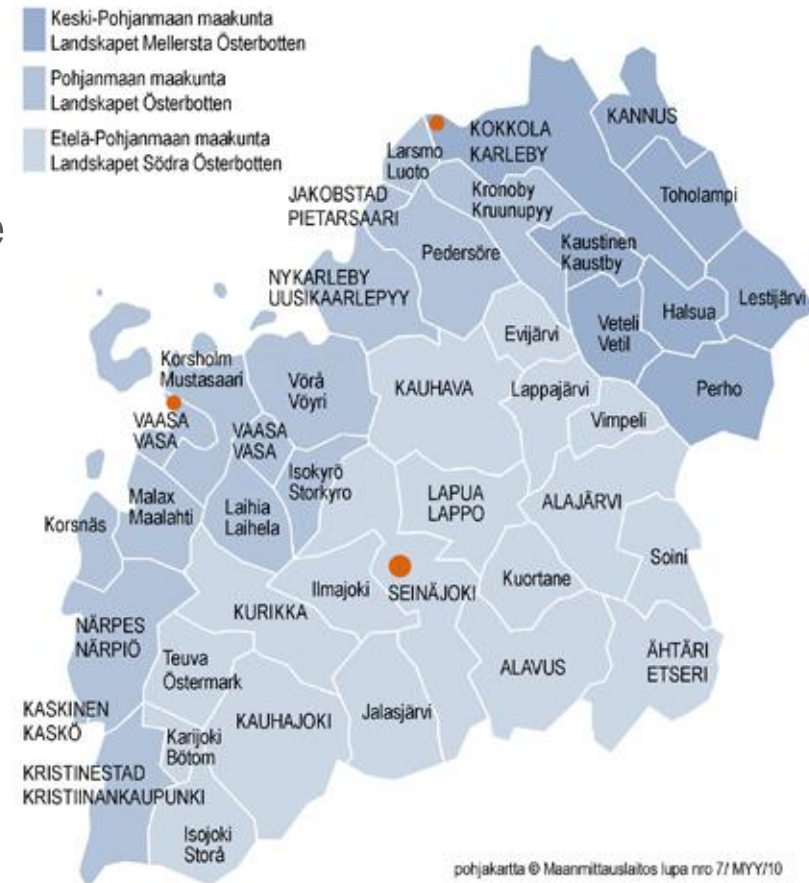 Keski-Pohjanmaan maakunta
Landskapet Mellersta Österbotten
Pohjanmaan maakunta
Landskapet Österbotten
Etelä-Pohjanmaan maakunta
Landskapet Södra Österbotten
e
KOKKOLA
KARLEBY
KANNUS
Larsmo
Luoto
Toholampi
JAKOBSTAD
PIETARSAARI
Kronoby
Kruunupyy
Pedersöre
Kaustinen
Kaustby
NYKARLEBY
UUSIKAARLEPYY
Lestijärvi
Halsua
Veteli
Vetil
Evijärvi
Korsholm
Mustasaari
Vörå
Vöyri
KAUHAVA
Lappajärvi
Perho
Vimpeli
VAASA
VASA
VAASA
VASA
Isokyrö
Storkyro
LAPUA
LAPPO
ALAJÄRVI
Malax
Maalahti
Laihia
Laihela
Korsnäs
Soini
Kuortane
Ilmajoki
SEINÄJOKI
KURIKKA
NÄRPES
NÄRPIÖ
Teuva
Östermark
ÄHTÄRI
ETSERI
ALAVUS
KASKINEN
KASKÖ
KAUHAJOKI
Jalasjärvi
Karijoki
Bötom
KRISTINESTAD
KRISTIINANKAUPUNKI
Isojoki
Storå
pohjakartta © Maanmittauslaitos lupa nro 7/ MYY/10